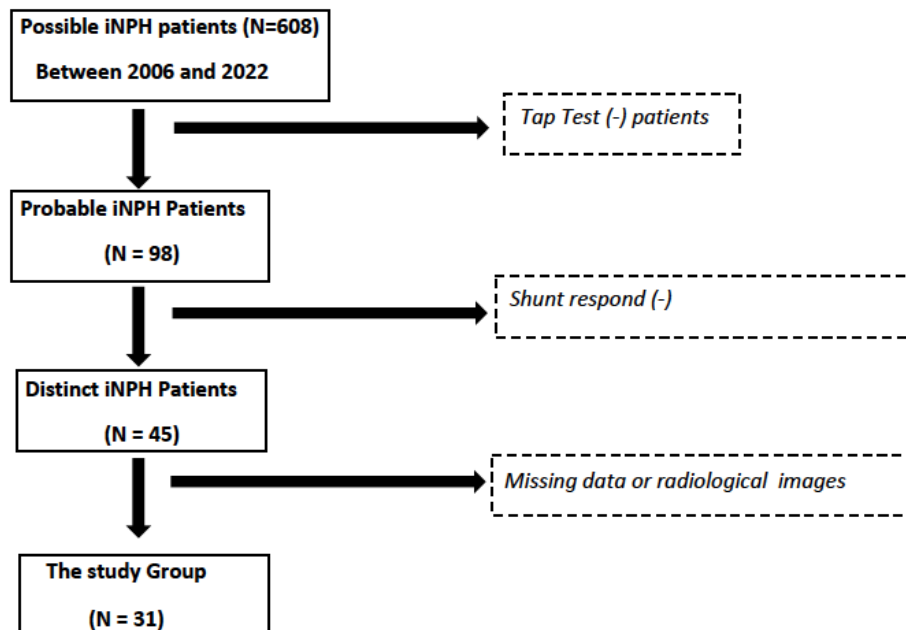 Possible iNPH patients (N=608)
Between 2006 and 2022
Tap Test (-) patients
Probable iNPH Patients
(N = 98)
Shunt respond (-)
Distinct iNPH Patients
(N = 45)
Missing data or radiological images
The study Group
(N = 31)